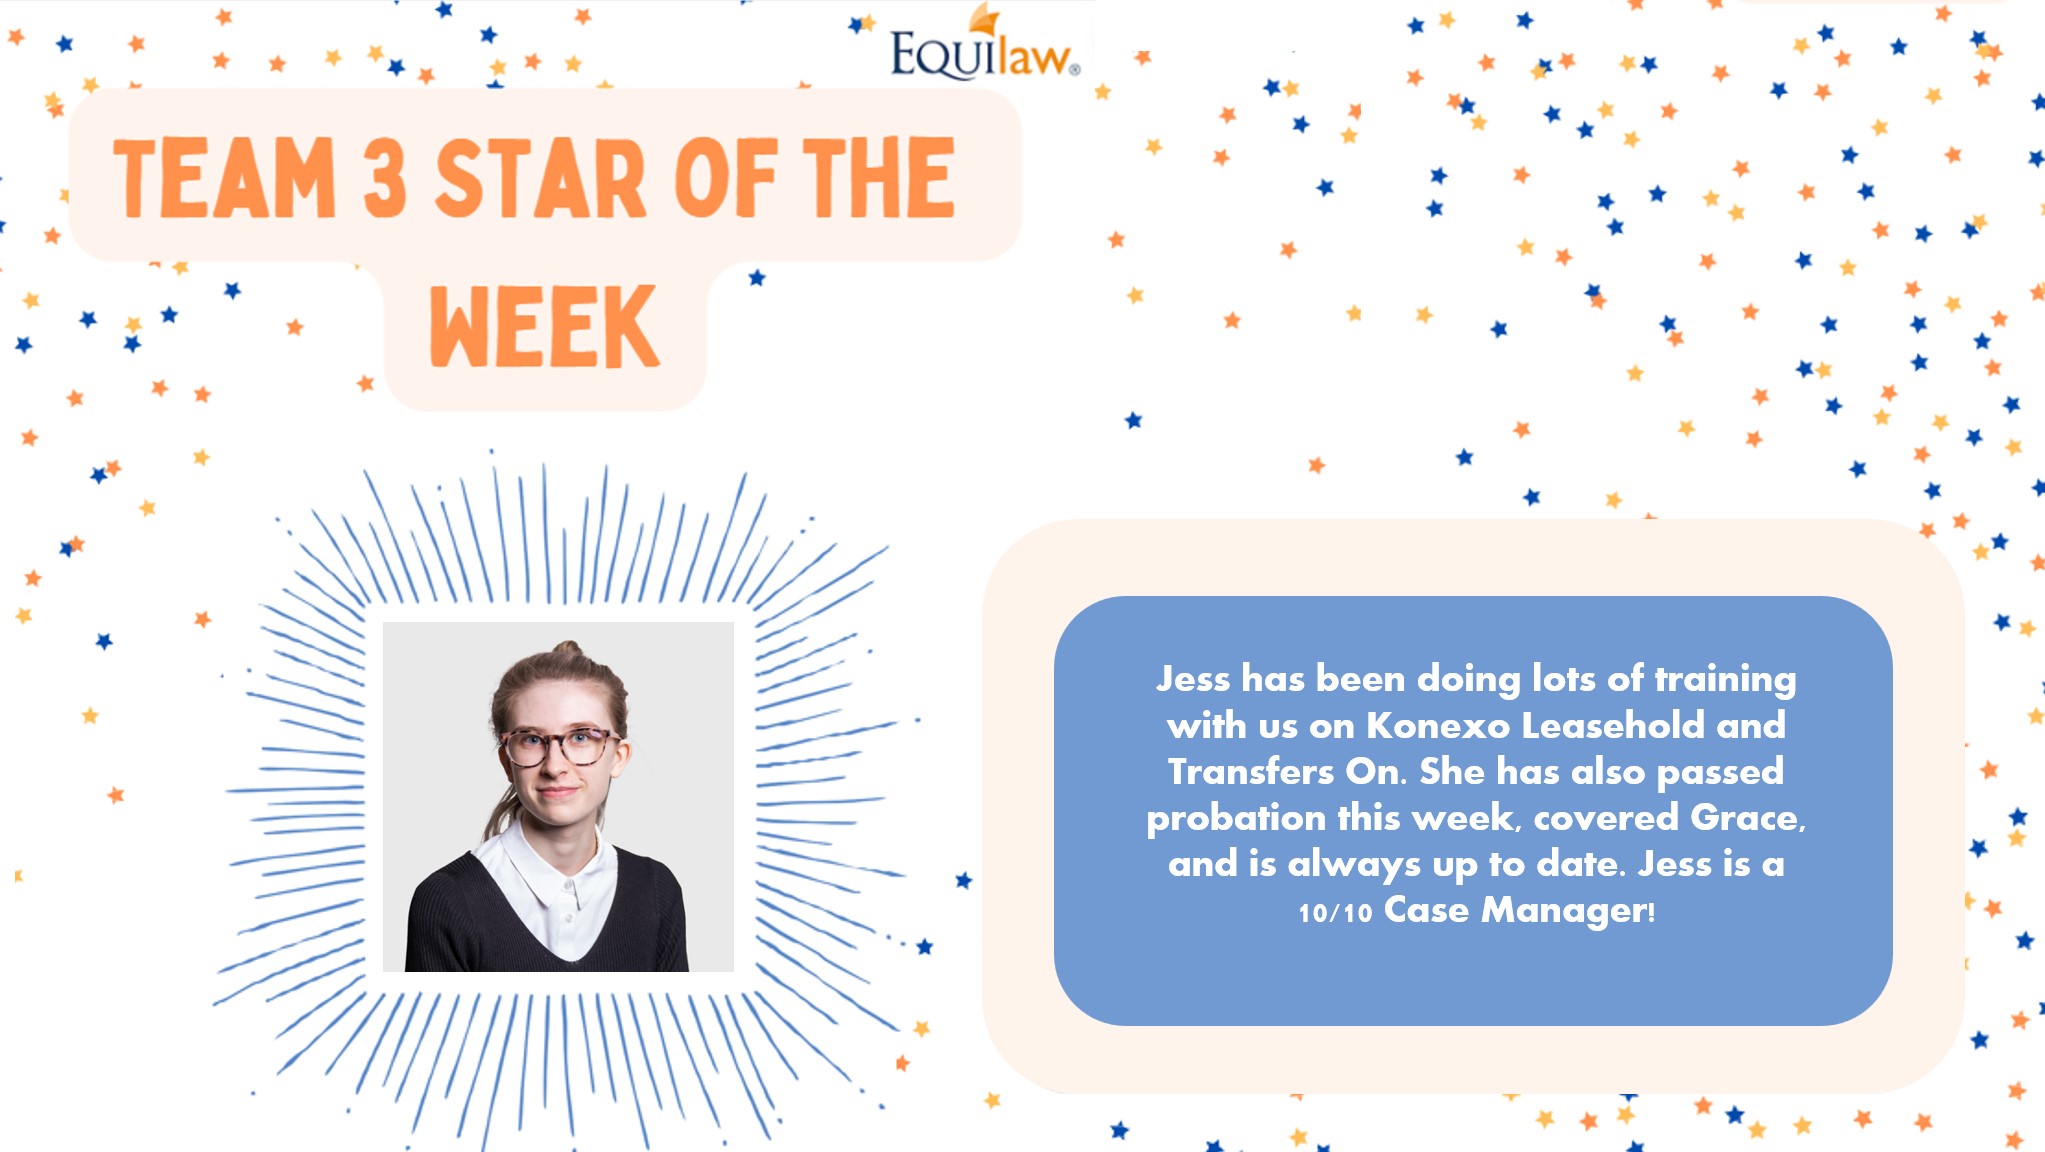 EQUIlaw®
TEAM 3 STAR OF THE
WEEK
Jess has been doing lots of training
with us on Konexo Leasehold and
Transfers On. She has also passed
probation this week, covered Grace,
and is always up to date. Jess is a
10/10 Case Manager!